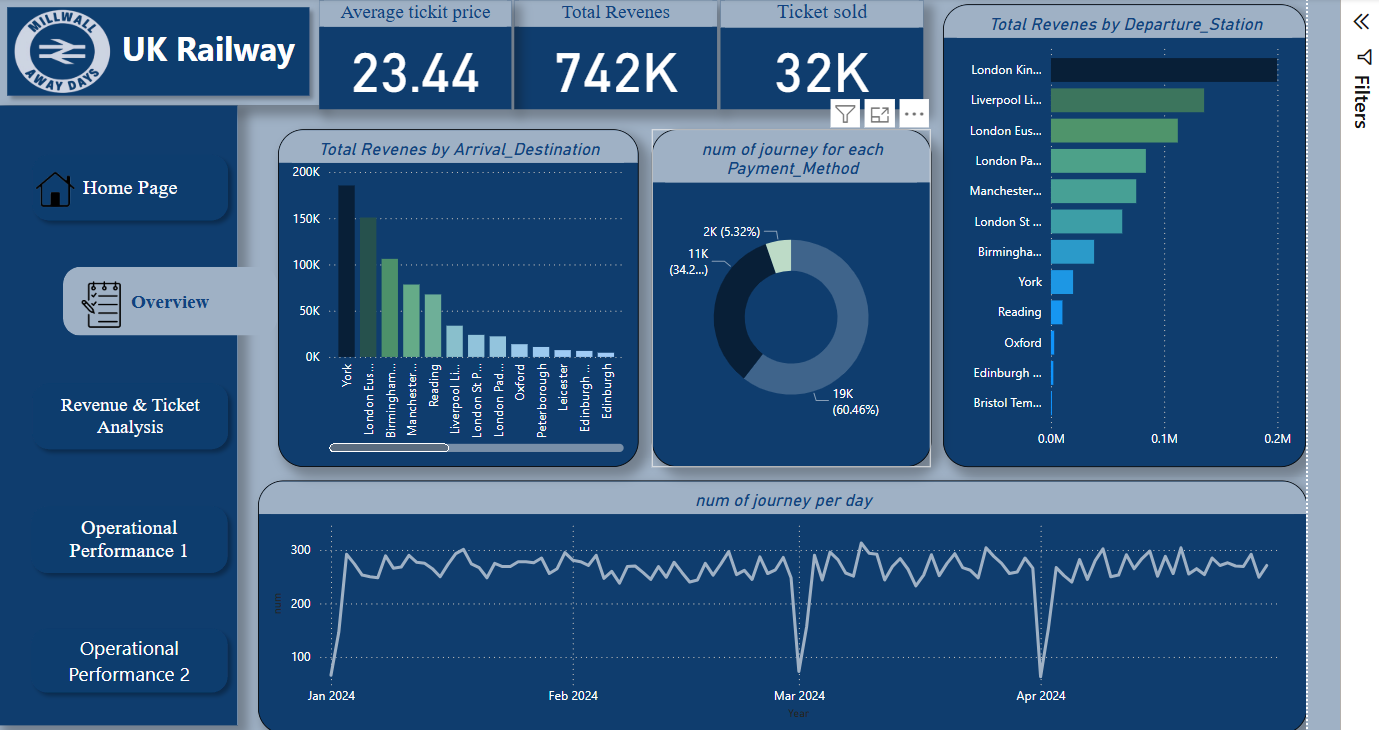 MILLWALL
AWAY DAYS
UK Railway
Average tickit price
23.44
Total Revenes
742K
Ticket sold
32K
Home Page
Overview
Revenue & Ticket
Analysis
Operational
Performance 1
Operational
Performance 2
Total Revenes by Arrival_Destination
200K
150K
100K
50K
0K
York
London Eus...
Birmingham...
Manchester...
Reading
Liverpool Li...
London St P...
London Pad...
Oxford
Peterborough
Leicester
Edinburgh ...
Edinburgh
num of journey for each
Payment_Method
2K (5.32%)
11K
(34.2...)
19K
(60.46%)
Total Revenes by Departure_Station
London Kin...
Liverpool Li...
London Eus...
London Pa...
Manchester...
London St ...
Birmingha...
York
Reading
Oxford
Edinburgh ...
Bristol Tem...
0.0M
0.1M
0.2M
num of journey per day
300
200
100
num
Jan 2024
Feb 2024
Mar 2024
Apr 2024
Year
Filters